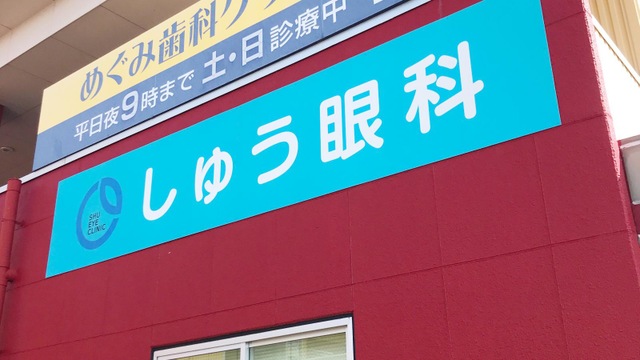 めぐみ歯科ク
平日夜9時まで 土・日診療中
しゅう眼科
SHU
EYE
CLINIC